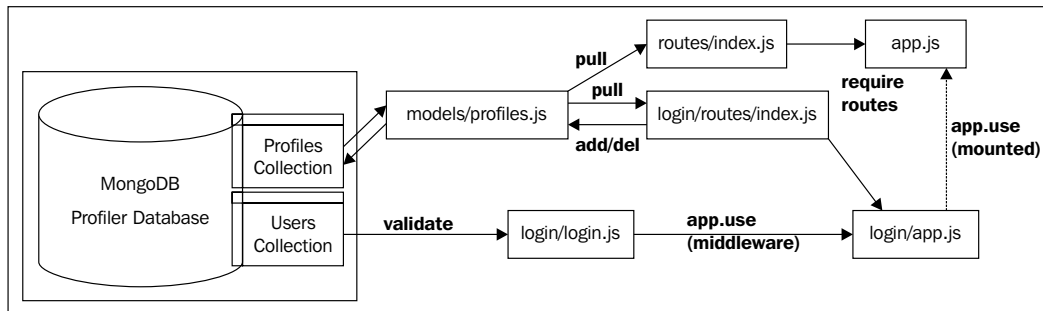 routes/index.js
app.js
pull
require
routes
models/profiles.js
pull
login/routes/index.js
add/del
app.use
(mounted)
Profiles
Collection
MongoDB
Profiler Database
Users
Collection
validate
login/login.js
app.use
(middleware)
login/app.js